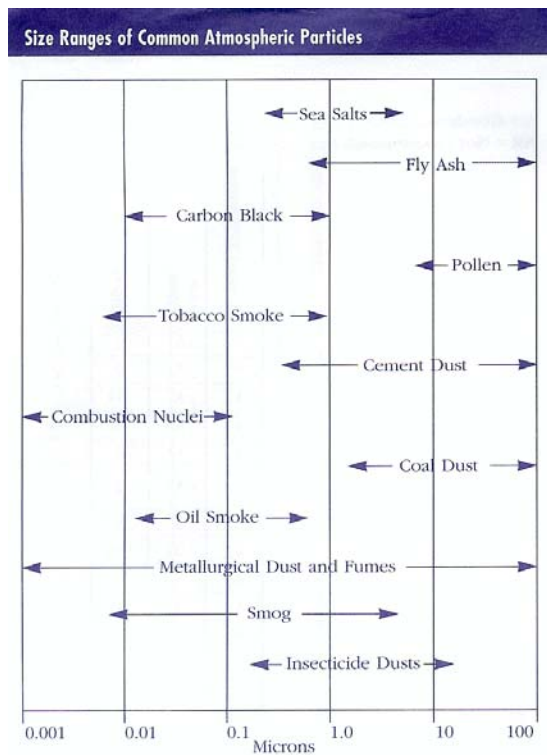 Size Ranges of Common Atmospheric Particles
Sea Salts
Fly Ash
Carbon Black
Pollen
Tobacco Smoke
Cement Dust
Combustion Nuclei
Coal Dust
Oil Smoke
Metallurgical Dust and Fumes
Smog
Insecticide Dusts
0.001 0.01 0.1 1.0 10 100
Microns